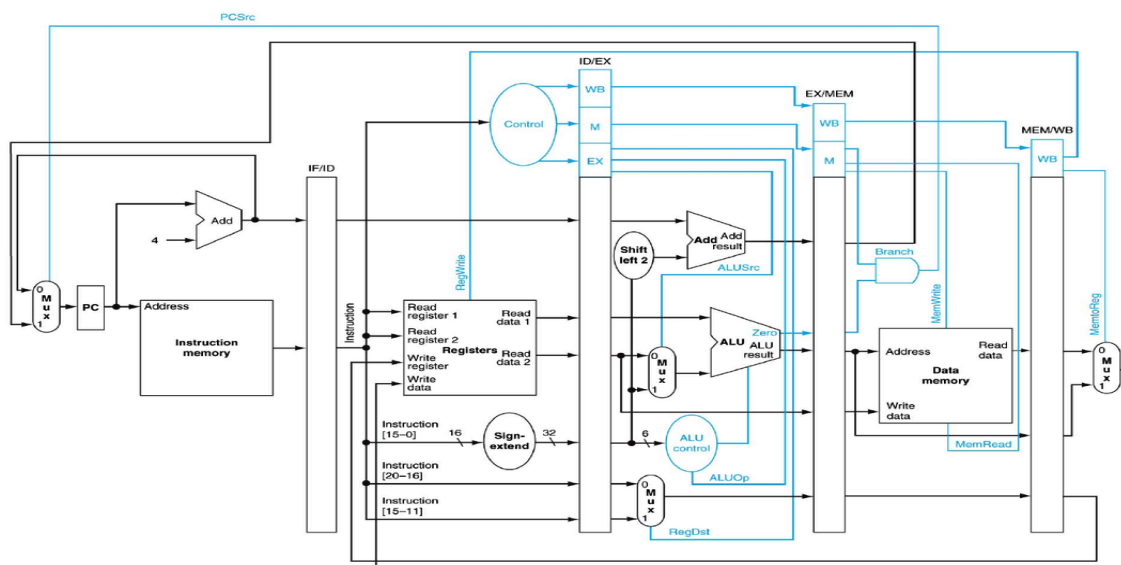 PCSrc
ID/EX
WB
EX/MEM
Control
M
WB
MEM/WB
EX
M
WB
IF/ID
Add
4
RegWrite
Shift
left 2
Add
Add
result
ALUSrc
Branch
0
M
u
x
1
PC
Address
Instruction
memory
Instruction
Read
register 1
Read
register 2
Write
register
Write
data
Registers
Read
data 1
Read
data 2
0
M
u
x
1
ALU
Zero
ALU
result
MemWrite
Address
Read
data
Data
memory
Write
data
MemtoReg
0
M
u
x
1
Instruction
[15–0]
16
Sign-
extend
32
6
ALU
control
MemRead
Instruction
[20–16]
ALUOp
Instruction
[15–11]
0
M
u
x
1
RegDst